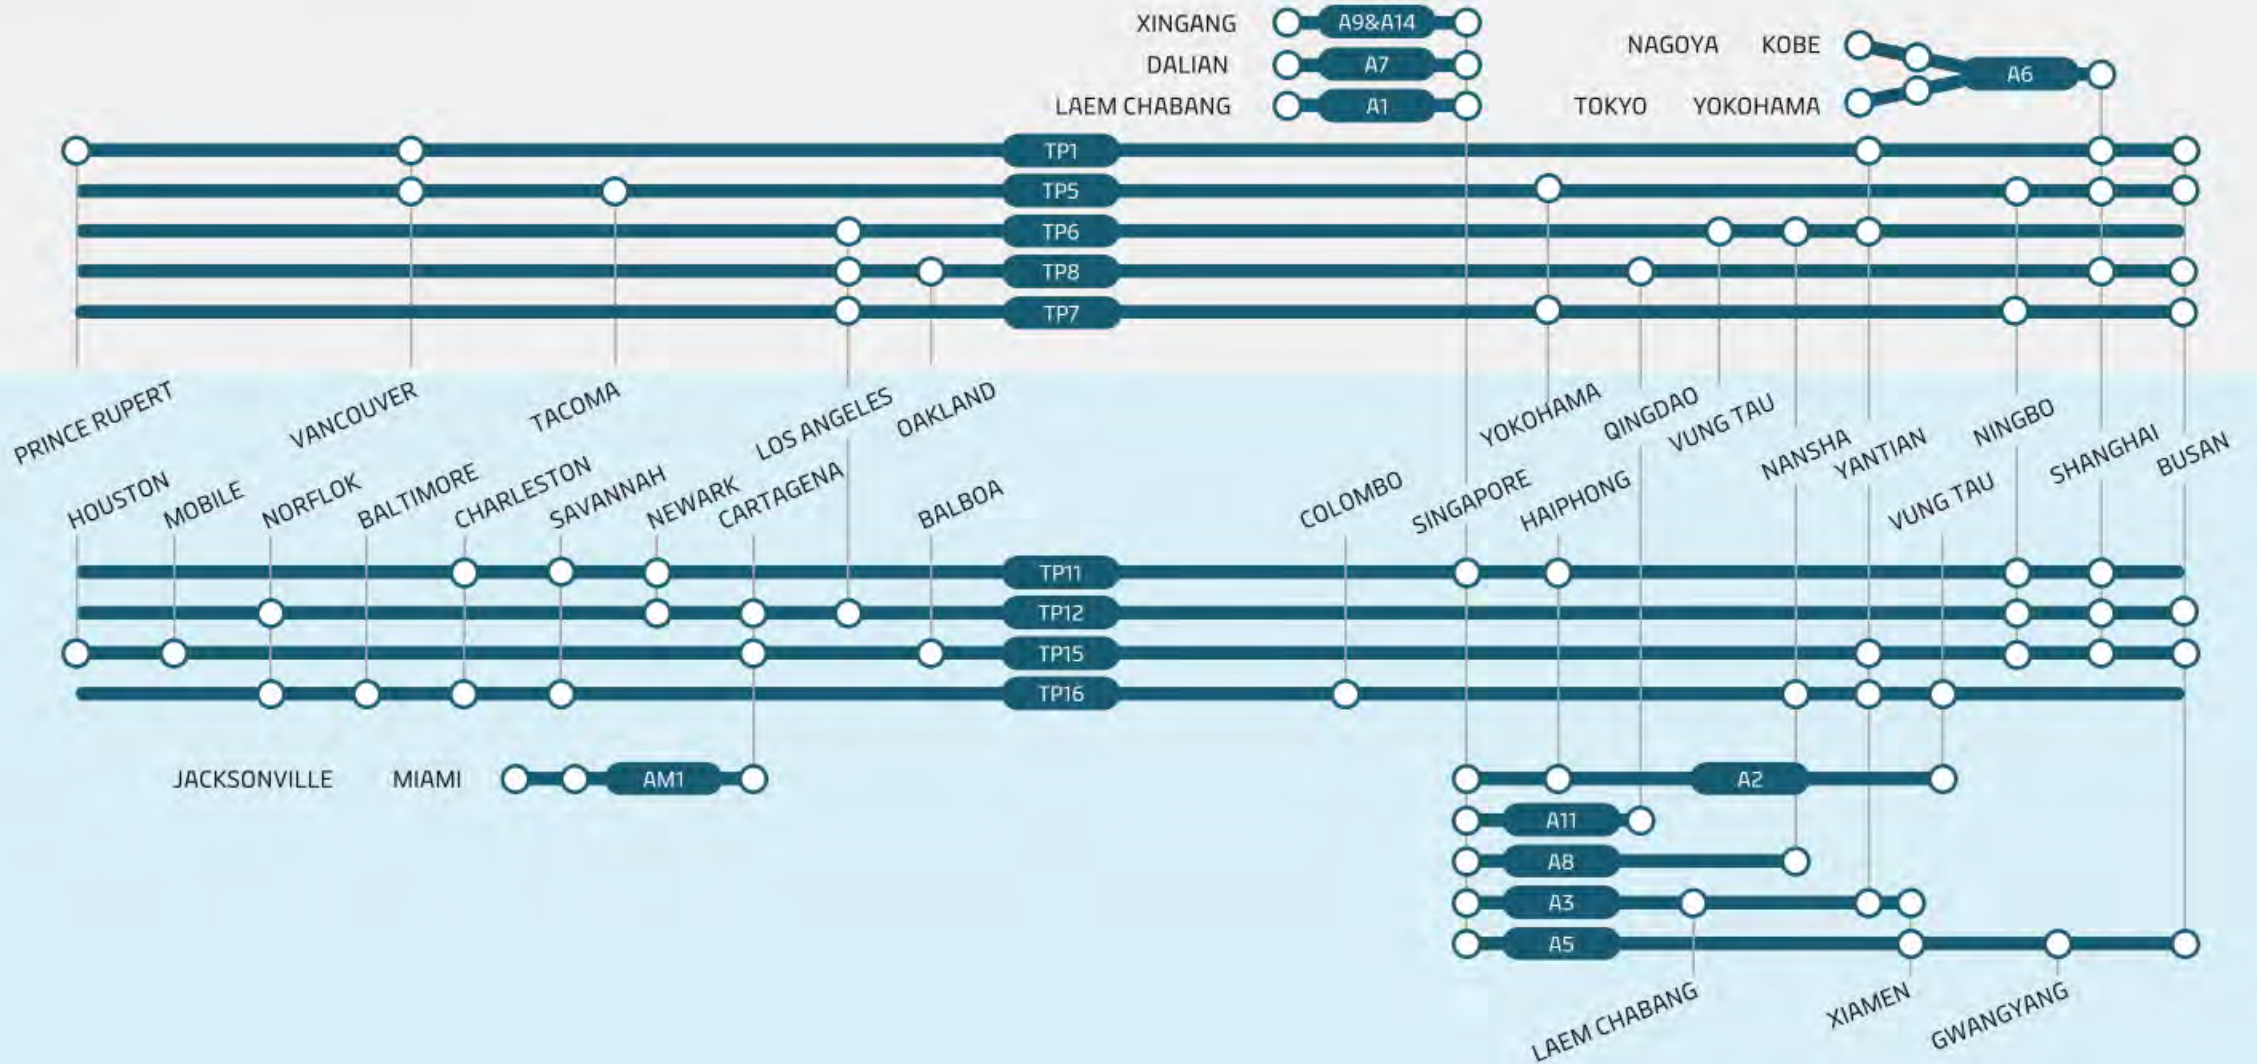 XINGANG A9&A14
NAGOYA KOBE
DALIAN A7
A6
LAEM CHABANG A1
TOKYO YOKOHAMA
TP1
TP5
TP6
TP8
TP7
PRINCE RUPERT
VANCOUVER
TACOMA
LOS ANGELES
OAKLAND
YOKOHAMA
QINGDAO
VUNG TAU
NANSHA
YANTIAN
NINGBO
SHANGHAI
BUSAN
HOUSTON
MOBILE
NORFLOK
BALTIMORE
CHARLESTON
SAVANNAH
NEWARK
CARTAGENA
BALBOA
COLOMBO
SINGAPORE
HAIPHONG
VUNG TAU
TP11
TP12
TP15
TP16
JACKSONVILLE MIAMI AM1
A2
A11
A8
A3
A5
LAEM CHABANG
XIAMEN
GWANGYANG